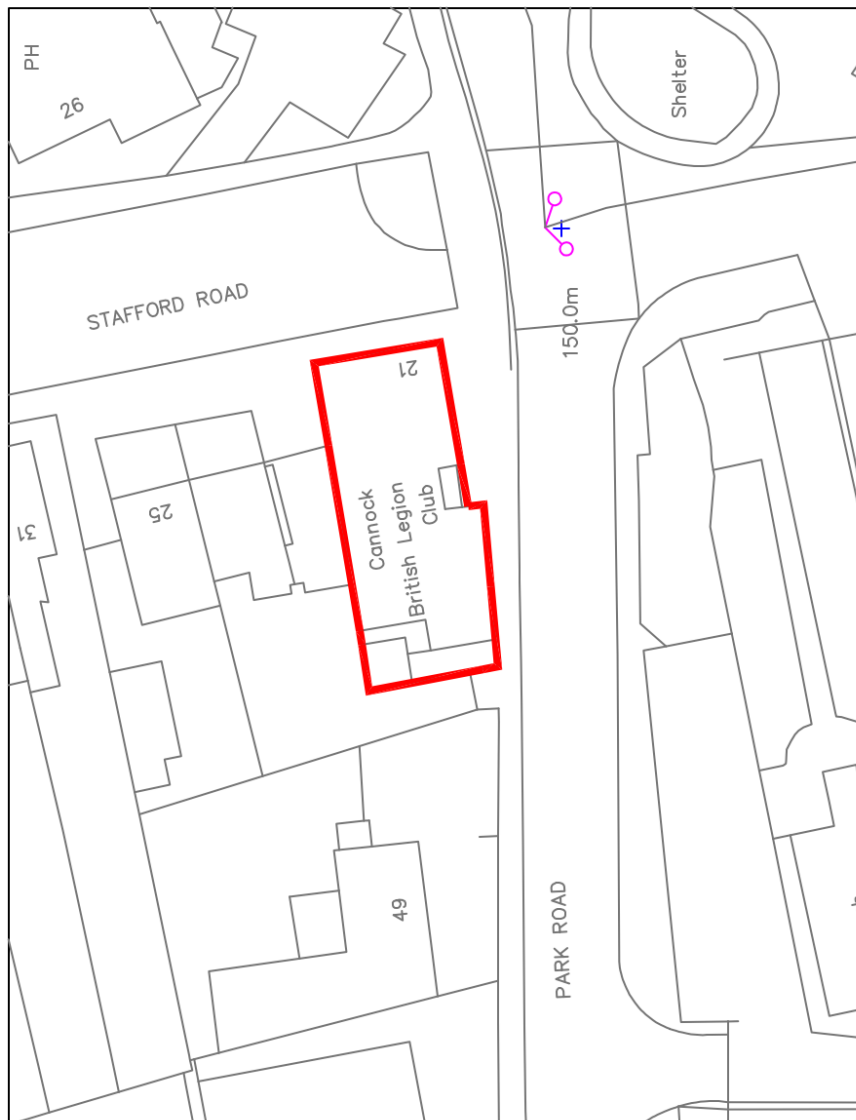 PH
26
Shelter
STAFFORD ROAD
150.0m
21
Cannock
British Legion
Club
25
31
49
PARK ROAD